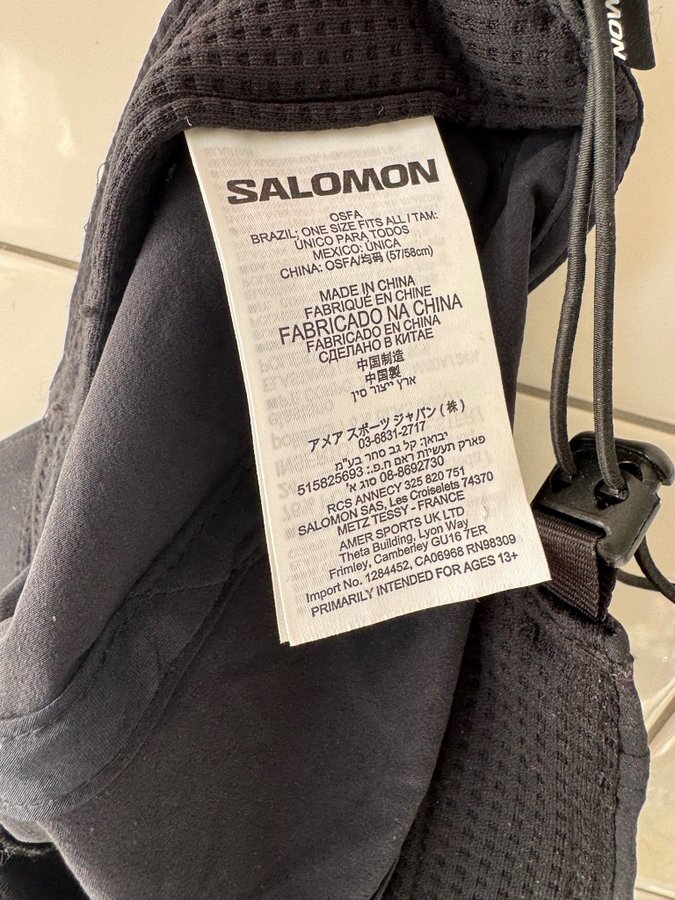 MON
SALOMON
OSFA
BRAZIL: ONE SIZE FITS ALL / TAM:
ÚNICO PARA TODOS
MEXICO: ÚNICA
CHINA: OSFA/均码 (57/58cm)
MADE IN CHINA
FABRIQUÉ EN CHINE
FABRICADO NA CHINA
FABRICADO EN CHINA
СДЕЛАНО В КИТАЕ
中国制造
中国製
ארץ ייצור סין
アメア スポーツ ジャパン (株)
03-6831-2717
יבואר: קל גב סחר בע"מ
פארק תעשיות ראם ח.פ.: 515825693
סוג א' 08-8692730
RCS ANNECY 325 820 751
SALOMON SAS, Les Croiselets 74370
METZ TESSY - FRANCE
AMER SPORTS UK LTD
Theta Building, Lyon Way
Frimley, Camberley GU16 7ER
Import No. 1284452, CA06968 RN98309
PRIMARILY INTENDED FOR AGES 13+